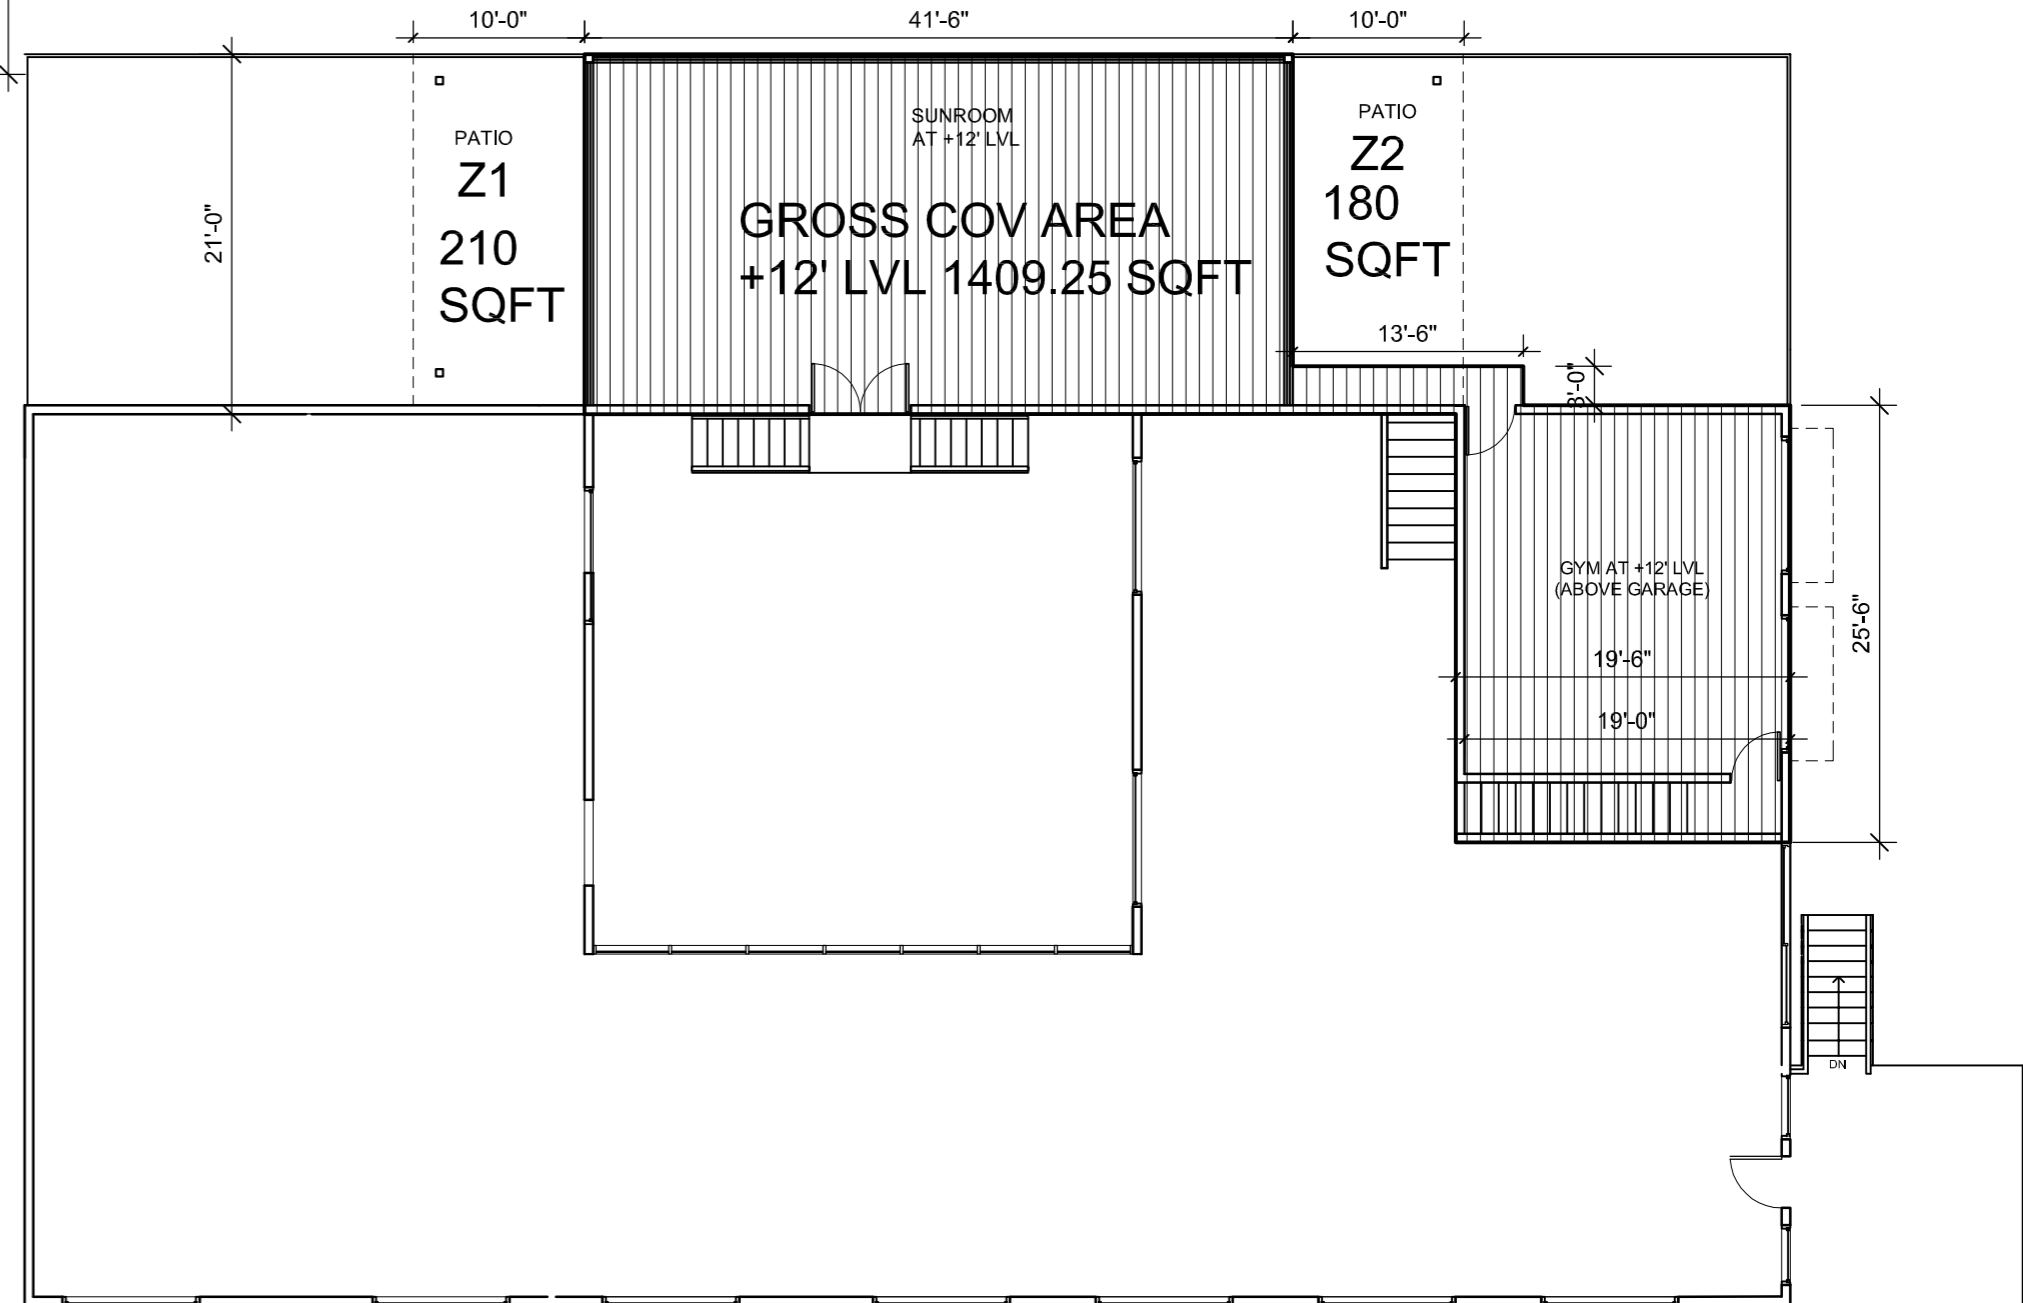 10'-0"
41'-6"
10'-0"
21'-0"
PATIO
Z1
210
SQFT
SUNROOM
AT +12' LVL
GROSS COV AREA
+12' LVL 1409.25 SQFT
PATIO
Z2
180
SQFT
13'-6"
3'-0"
GYM AT +12' LVL
(ABOVE GARAGE)
25'-6"
19'-6"
19'-0"
DN